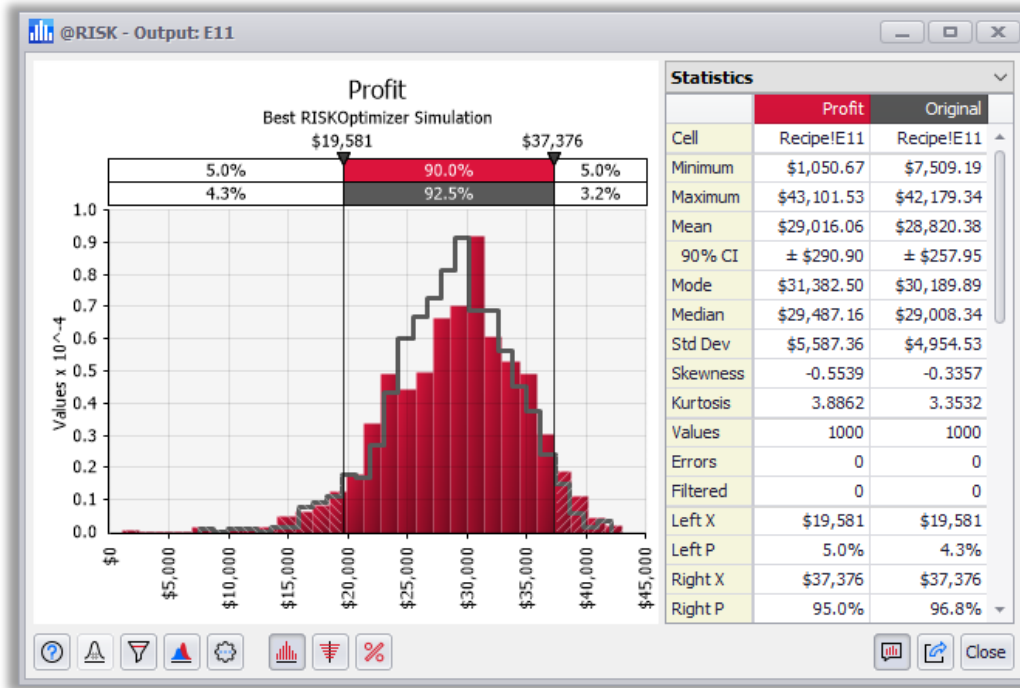 @RISK - Output: E11
Profit
Best RISKOptimizer Simulation
$19,581 $37,376
5.0% 90.0% 5.0%
4.3% 92.5% 3.2%
1.0
0.9
0.8
0.7
0.6
0.5
0.4
0.3
0.2
0.1
0.0
Values x 10^-4
$0
$5,000
$10,000
$15,000
$20,000
$25,000
$30,000
$35,000
$40,000
$45,000
Statistics
Profit Original
Cell Recipe!E11 Recipe!E11
Minimum $1,050.67 $7,509.19
Maximum $43,101.53 $42,179.34
Mean $29,016.06 $28,820.38
90% CI ± $290.90 ± $257.95
Mode $31,382.50 $30,189.89
Median $29,487.16 $29,008.34
Std Dev $5,587.36 $4,954.53
Skewness -0.5539 -0.3357
Kurtosis 3.8862 3.3532
Values 1000 1000
Errors 0 0
Filtered 0 0
Left X $19,581 $19,581
Left P 5.0% 4.3%
Right X $37,376 $37,376
Right P 95.0% 96.8%
Close